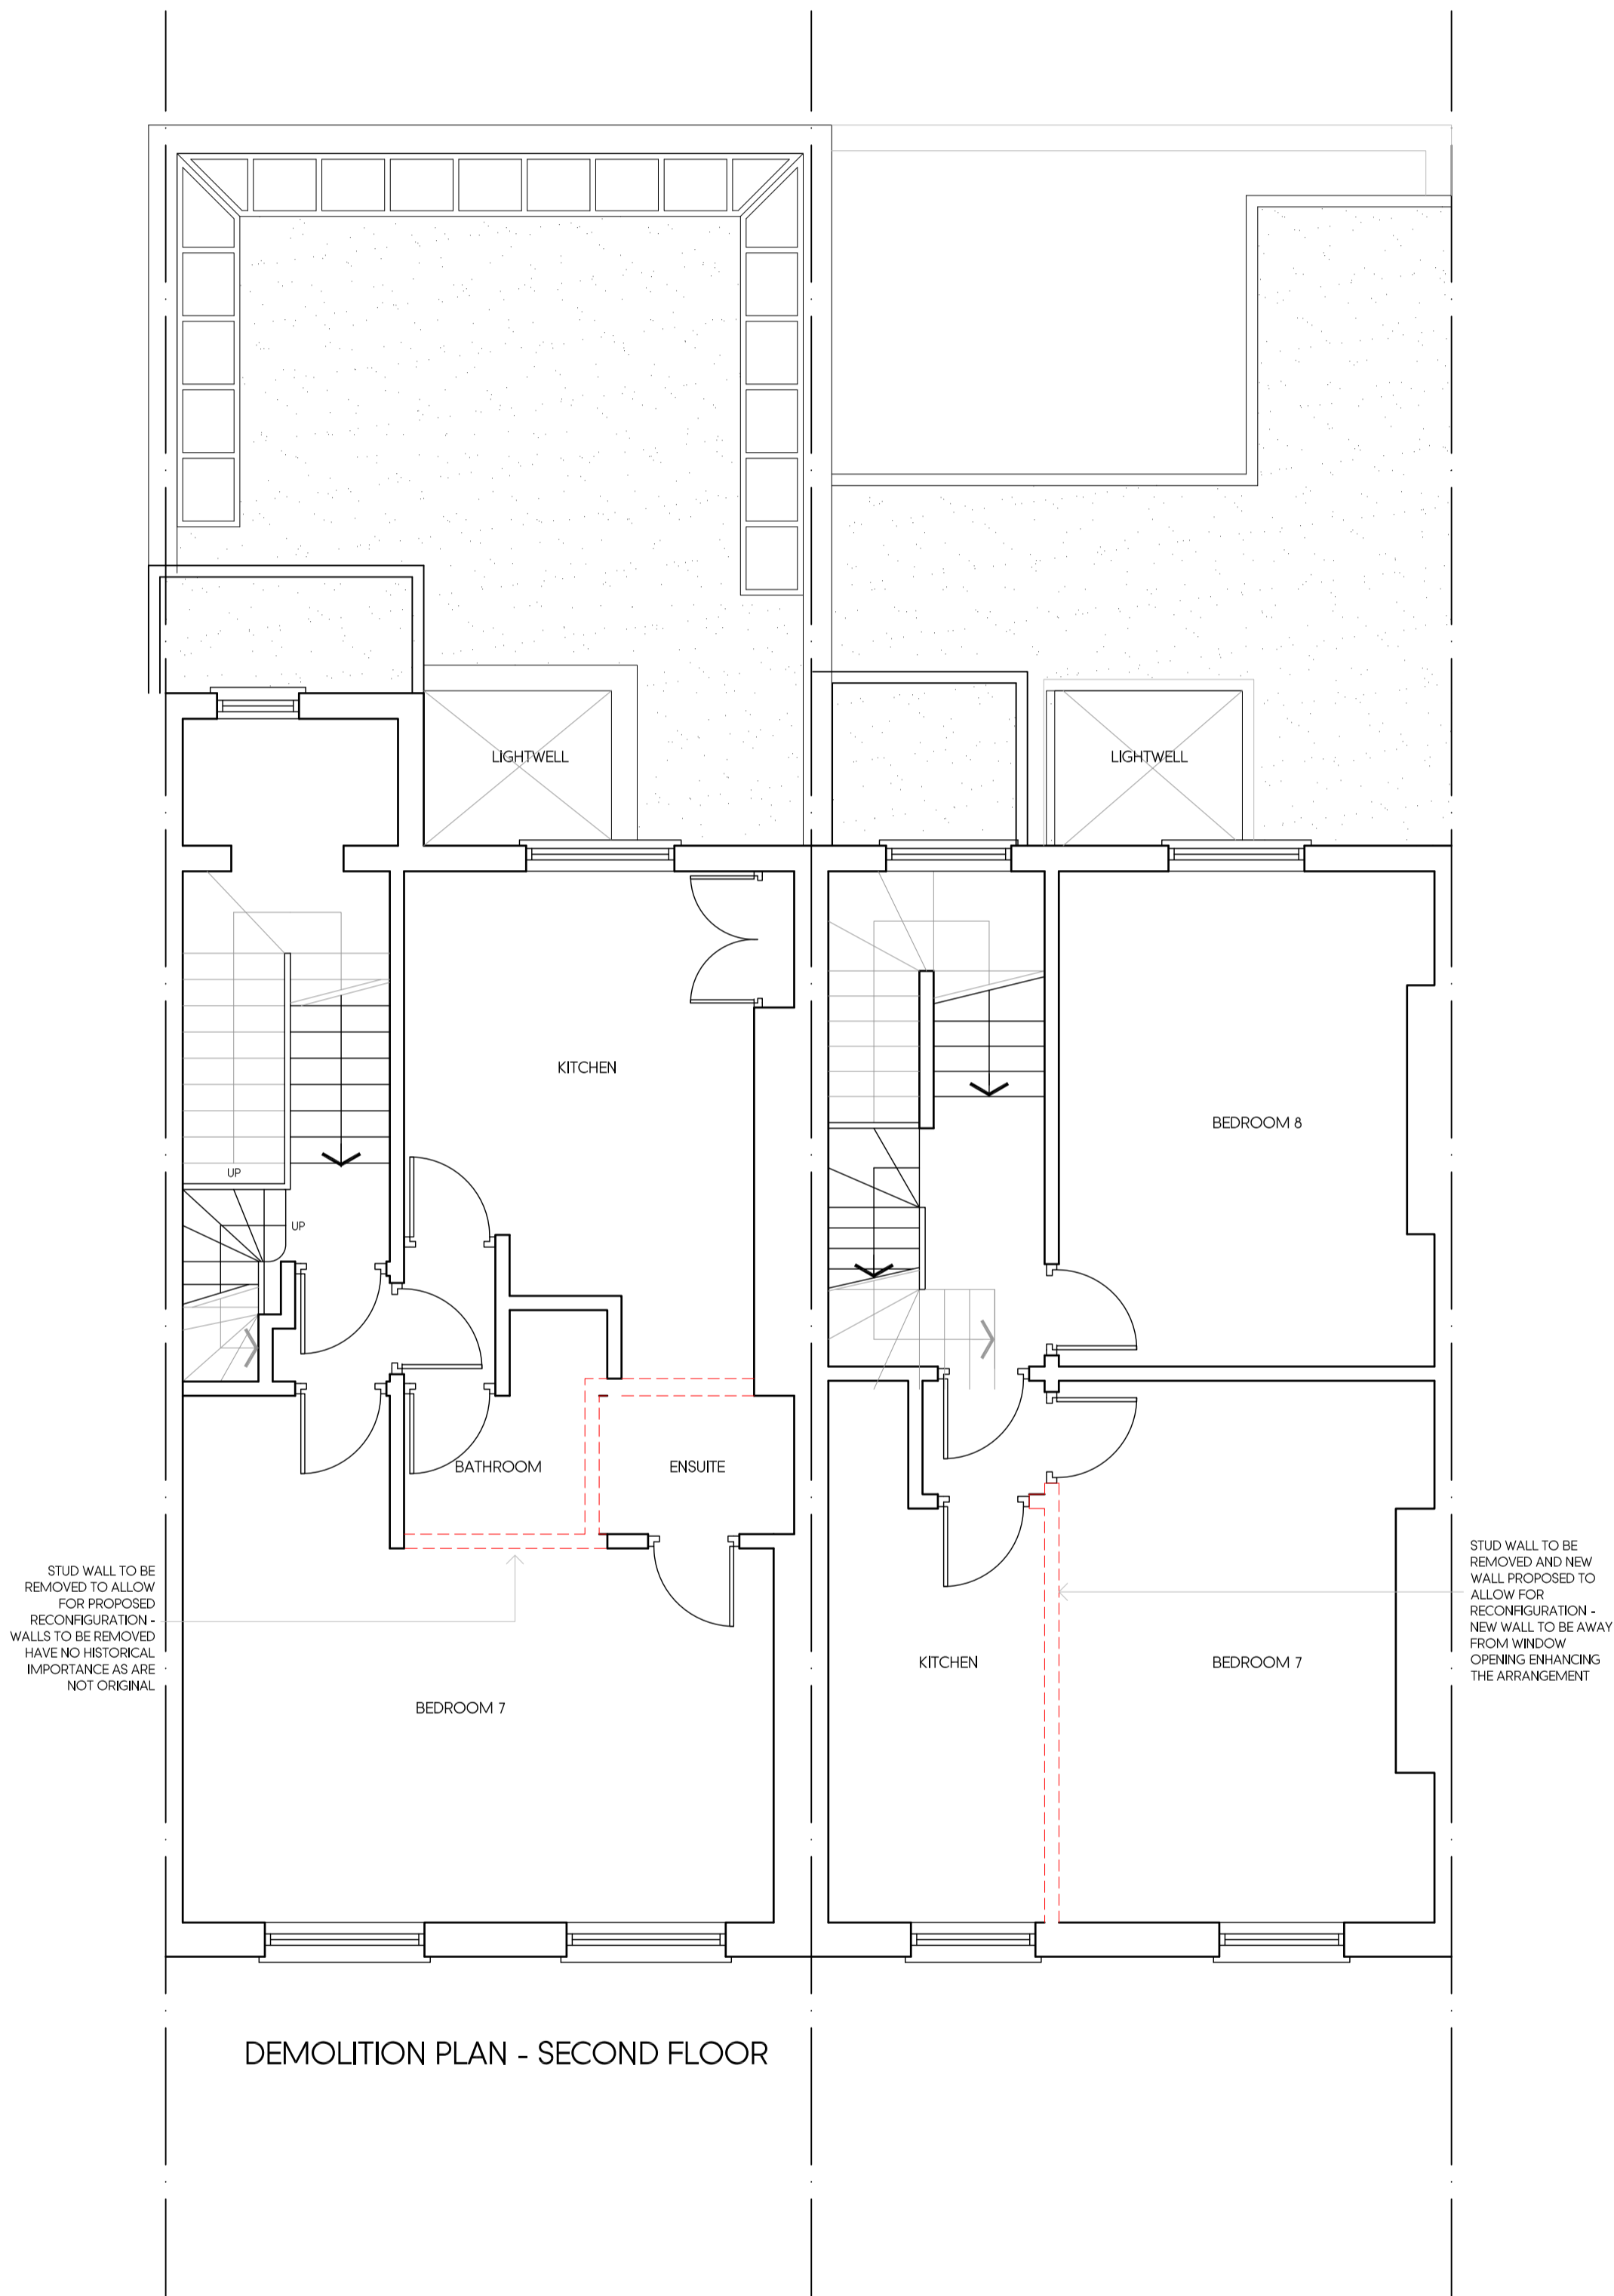 LIGHTWELL
LIGHTWELL
KITCHEN
BEDROOM 8
UP
UP
BATHROOM
ENSUITE
STUD WALL TO BE
REMOVED TO ALLOW
FOR PROPOSED
RECONFIGURATION -
WALLS TO BE REMOVED
HAVE NO HISTORICAL
IMPORTANCE AS ARE
NOT ORIGINAL
STUD WALL TO BE
REMOVED AND NEW
WALL PROPOSED TO
ALLOW FOR
RECONFIGURATION -
NEW WALL TO BE AWAY
FROM WINDOW
OPENING ENHANCING
THE ARRANGEMENT
KITCHEN
BEDROOM 7
BEDROOM 7
DEMOLITION PLAN - SECOND FLOOR